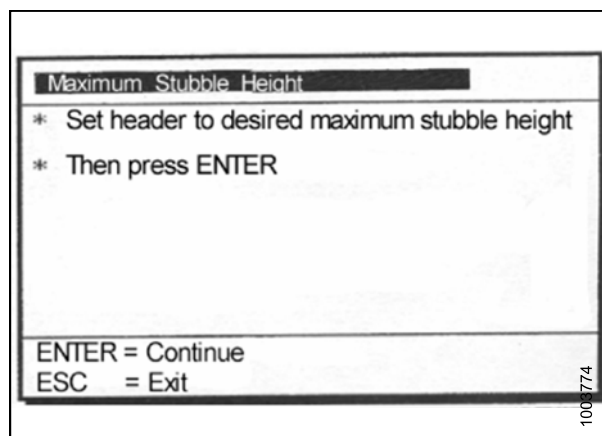 Maximum Stubble Height
* Set header to desired maximum stubble height
* Then press ENTER
ENTER = Continue
ESC = Exit
1003774